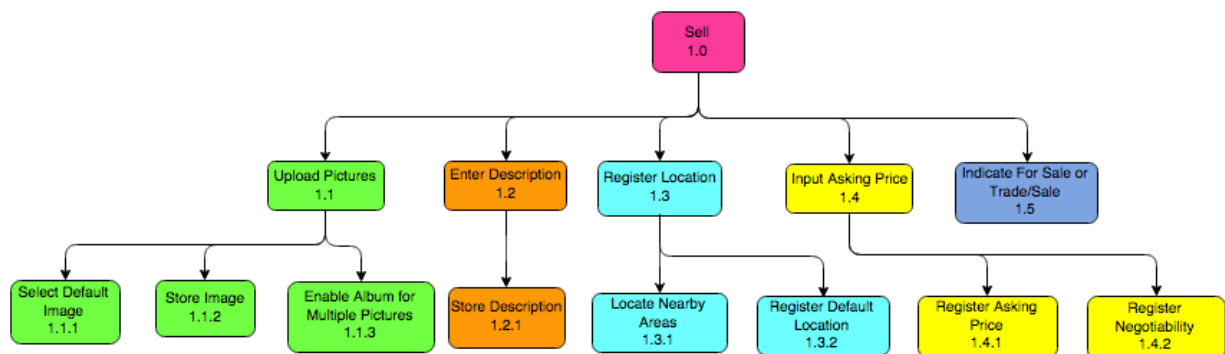 Sell
1.0
Upload Pictures
1.1
Enter Description
1.2
Register Location
1.3
Input Asking Price
1.4
Indicate For Sale or
Trade/Sale
1.5
Select Default
Image
1.1.1
Store Image
1.1.2
Enable Album for
Multiple Pictures
1.1.3
Store Description
1.2.1
Locate Nearby
Areas
1.3.1
Register Default
Location
1.3.2
Register Asking
Price
1.4.1
Register
Negotiability
1.4.2